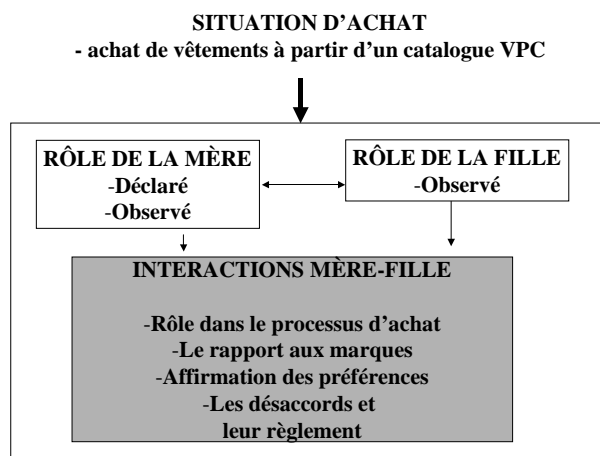 SITUATION D’ACHAT
- achat de vêtements à partir d’un catalogue VPC
RÔLE DE LA MÈRE
-Déclaré
-Observé
RÔLE DE LA FILLE
-Observé
INTERACTIONS MÈRE-FILLE
-Rôle dans le processus d’achat
-Le rapport aux marques
-Affirmation des préférences
-Les désaccords et
leur règlement